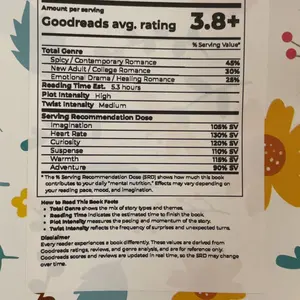 Amount per serving
Goodreads avg. rating 3.8+
% Serving Value*
Total Genre
Spicy / Contemporary Romance 45%
New Adult / College Romance 30%
Emotional Drama / Healing Romance 25%
Reading Time Est. 5.3 hours
Plot Intensity High
Twist Intensity Medium
Serving Recommendation Dose
Imagination 105% SV
Heart Rate 130% SV
Curiosity 120% SV
Suspense 110% SV
Warmth 115% SV
Adventure 90% SV
*The % Serving Recommendation Dose (SRD) shows how much this
contributes to your daily "mental nutrition." Effects may vary depending on
your reading pace, mood, and imagination.
How to Read This Book Facts
• Total Genre shows the mix of story types and themes.
• Reading Time indicates the estimated time to finish the book.
• Plot Intensity measures the pacing and momentum of the story.
• Twist Intensity reflects the frequency of surprises and unexpected turns.
Disclaimer
Every reader experiences a book differently. These values are derived from
Goodreads ratings, reviews, and genre analysis, and are for reference only.
Goodreads scores and reviews are updated in real time, so the SRD may change
over time.